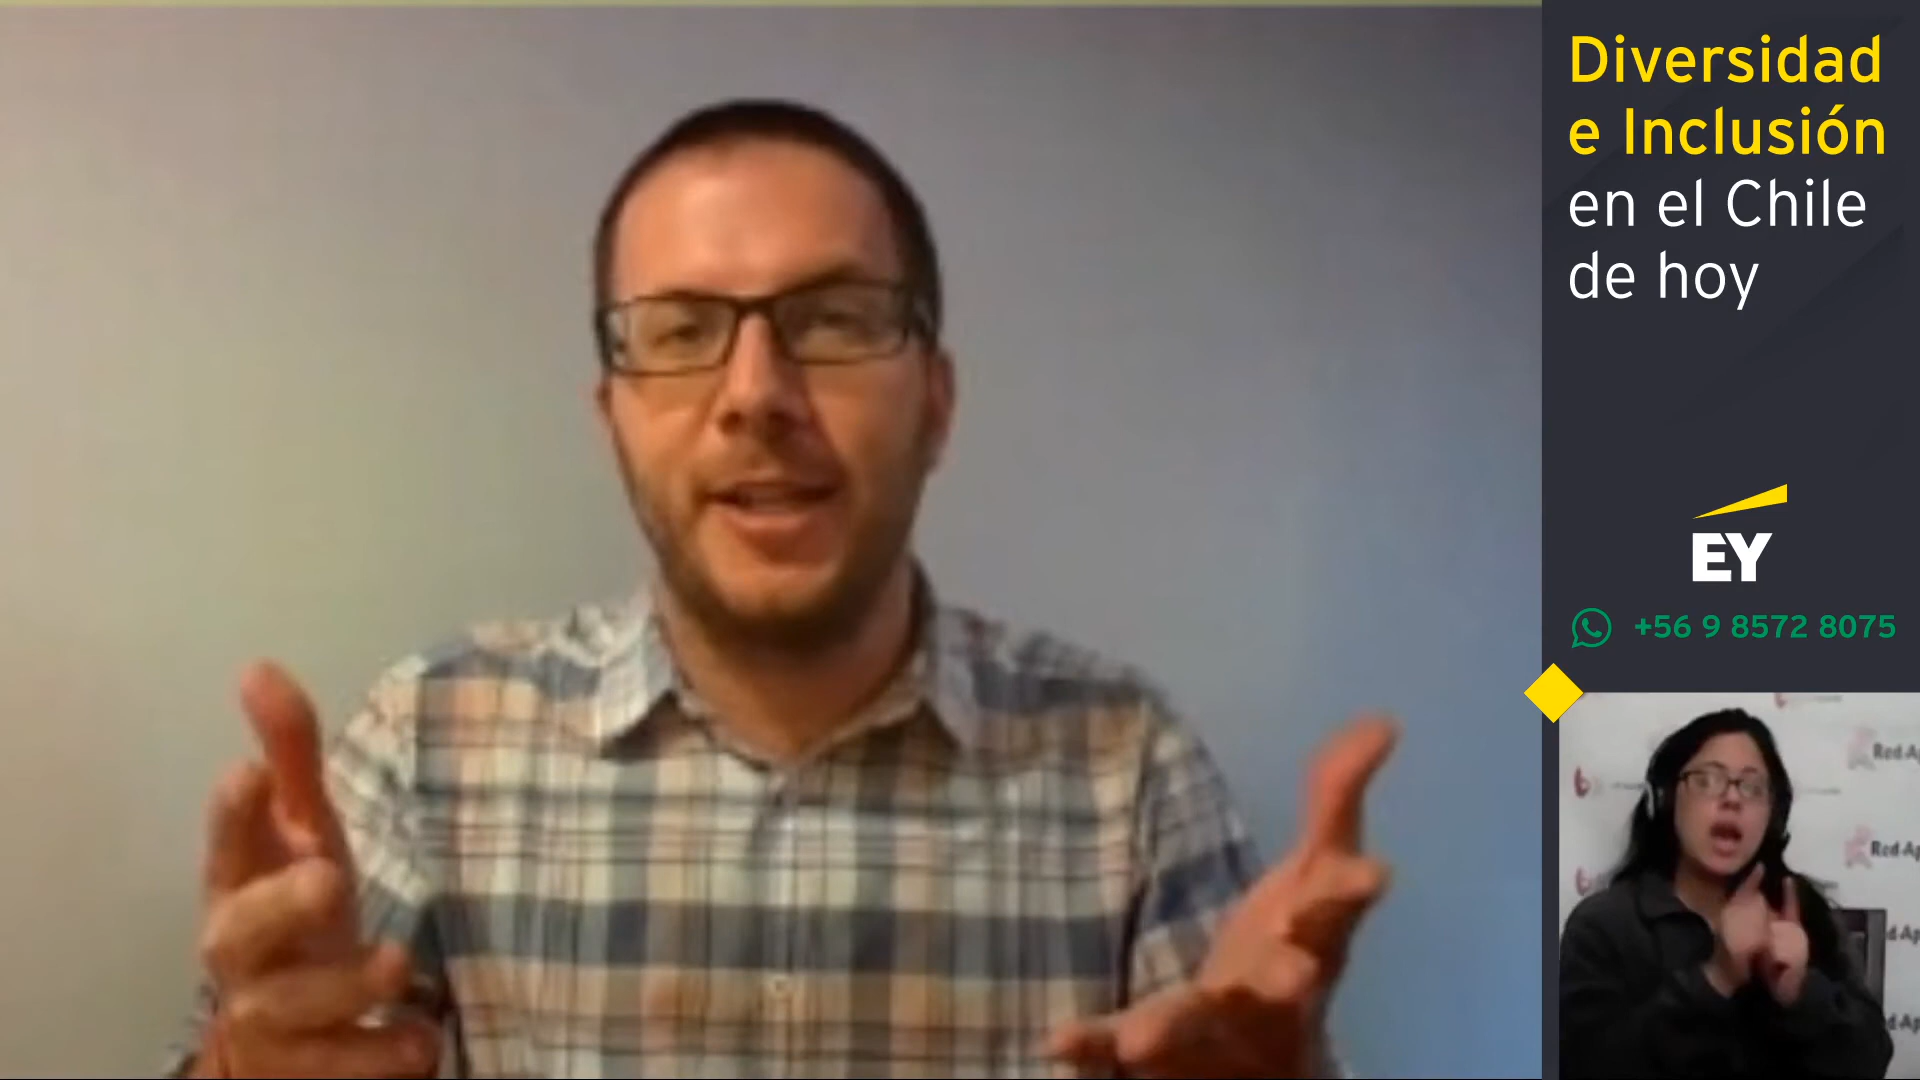 Diversidad
e Inclusión
en el Chile
de hoy
EY
+56 9 8572 8075